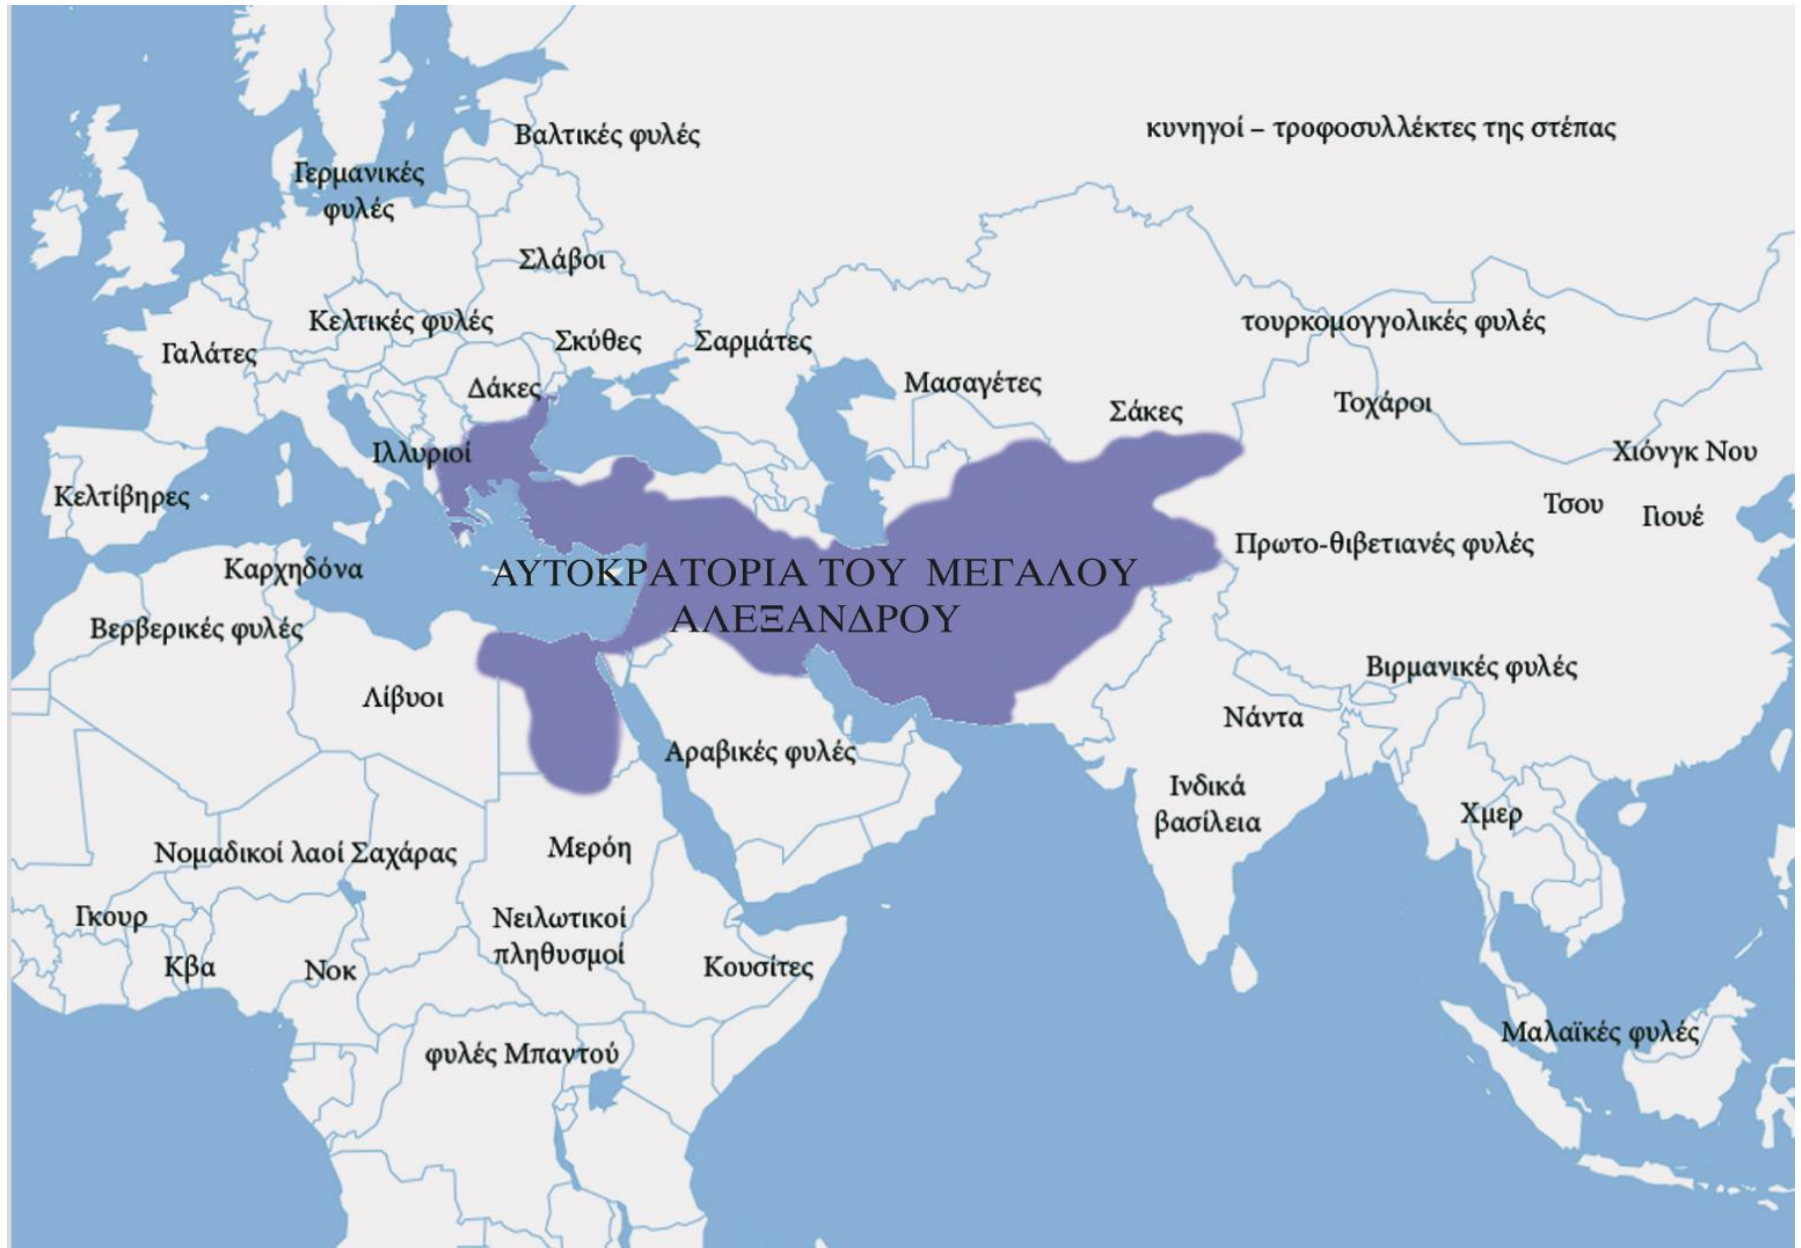 Βαλτικές φυλές
κυνηγοί – τροφοσυλλέκτες της στέπας
Γερμανικές
φυλές
Σλάβοι
Κελτικές φυλές
τουρκομογγολικές φυλές
Γαλάτες
Σκύθες
Σαρμάτες
Δάκες
Μασαγέτες
Σάκες
Τοχάροι
Ιλλυριοί
Χιόνγκ Νου
Κελτίβηρες
Τσου
Γιουέ
Πρωτο-θιβετιανές φυλές
Καρχηδόνα
ΑΥΤΟΚΡΑΤΟΡΙΑ ΤΟΥ ΜΕΓΑΛΟΥ
ΑΛΕΞΑΝΔΡΟΥ
Βερβερικές φυλές
Λίβυοι
Βιρμανικές φυλές
Νάντα
Αραβικές φυλές
Ινδικά
βασίλεια
Χμερ
Νομαδικοί λαοί Σαχάρας
Μερόη
Γκουρ
Νειλωτικοί
πληθυσμοί
Κβα
Νοκ
Κουσίτες
Μαλαϊκές φυλές
φυλές Μπαντού